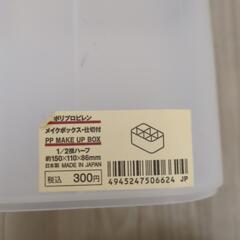 ポリプロピレン
メイクボックス・仕切付
PP MAKE UP BOX
1/2横ハーフ
約150×110×86mm
日本製 MADE IN JAPAN
税込 300円
4945247506624 JP